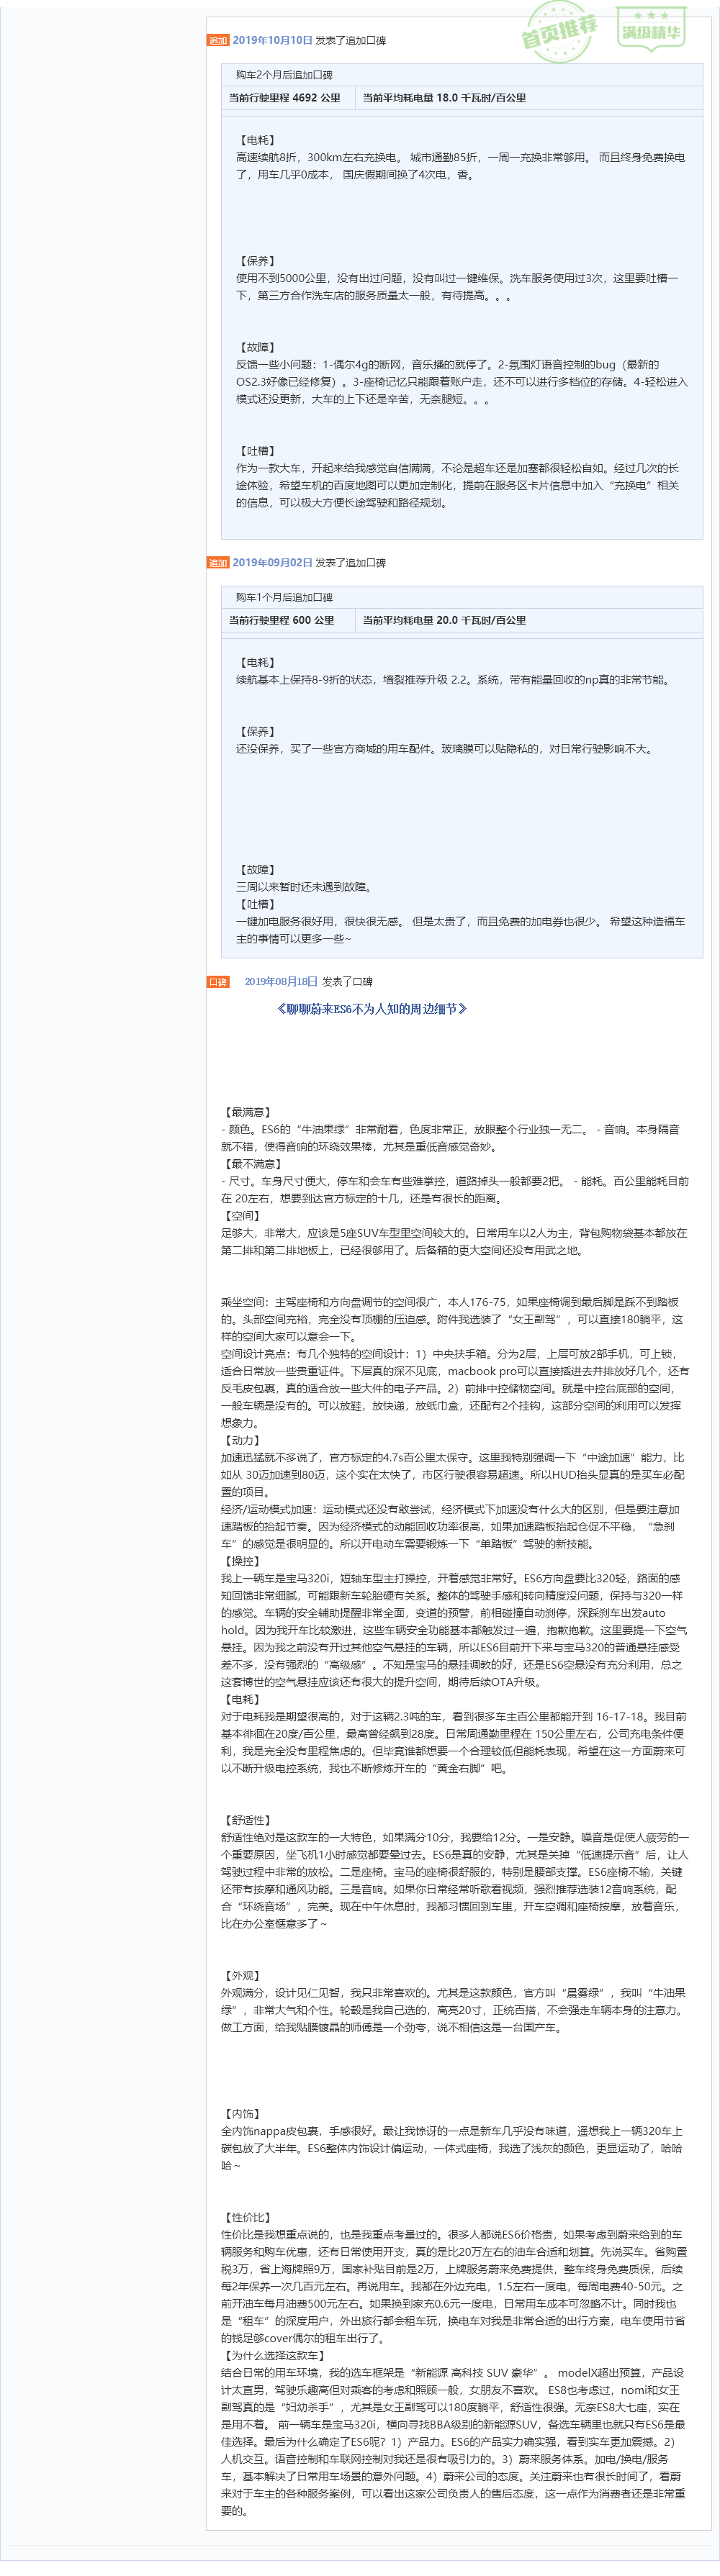 首页推荐
满级精华
追加 2019年10月10日 发表了追加口碑
购车2个月后追加口碑
当前行驶里程 4692 公里 当前平均耗电量 18.0 千瓦时/百公里
【电耗】
高速续航8折，300km左右充换电。 城市通勤85折，一周一充换非常够用。 而且终身免费换电
了，用车几乎0成本， 国庆假期间换了4次电，香。
【保养】
使用不到5000公里，没有出过问题，没有叫过一键维保。洗车服务使用过3次，这里要吐槽一
下，第三方合作洗车店的服务质量太一般，有待提高。。。
【故障】
反馈一些小问题：1-偶尔4g的断网，音乐播的就停了。2-氛围灯语音控制的bug（最新的
OS2.3好像已经修复）。3-座椅记忆只能跟着账户走，还不可以进行多档位的存储。4-轻松进入
模式还没更新，大车的上下还是辛苦，无奈腿短。。。
【吐槽】
作为一款大车，开起来给我感觉自信满满，不论是超车还是加塞都很轻松自如。经过几次的长
途体验，希望车机的百度地图可以更加定制化，提前在服务区卡片信息中加入“充换电”相关
的信息，可以极大方便长途驾驶和路径规划。
追加 2019年09月02日 发表了追加口碑
购车1个月后追加口碑
当前行驶里程 600 公里 当前平均耗电量 20.0 千瓦时/百公里
【电耗】
续航基本上保持8-9折的状态，墙裂推荐升级 2.2。系统，带有能量回收的np真的非常节能。
【保养】
还没保养，买了一些官方商城的用车配件。玻璃膜可以贴隐私的，对日常行驶影响不大。
【故障】
三周以来暂时还未遇到故障。
【吐槽】
一键加电服务很好用，很快很无感。 但是太贵了，而且免费的加电券也很少。 希望这种造福车
主的事情可以更多一些~
口碑 2019年08月18日 发表了口碑
《聊聊蔚来ES6不为人知的周边细节》
【最满意】
- 颜色。ES6的“牛油果绿”非常耐看，色度非常正，放眼整个行业独一无二。 - 音响。本身隔音
就不错，使得音响的环绕效果棒，尤其是重低音感觉奇妙。
【最不满意】
- 尺寸。车身尺寸便大，停车和会车有些难掌控，道路掉头一般都要2把。 - 能耗。百公里能耗目前
在 20左右，想要到达官方标定的十几，还是有很长的距离。
【空间】
足够大，非常大，应该是5座SUV车型里空间较大的。日常用车以2人为主，背包购物袋基本都放在
第二排和第二排地板上，已经很够用了。后备箱的更大空间还没有用武之地。
乘坐空间：主驾座椅和方向盘调节的空间很广，本人176-75，如果座椅调到最后脚是踩不到踏板
的。头部空间充裕，完全没有顶棚的压迫感。附件我选装了“女王副驾”，可以直接180躺平，这
样的空间大家可以意会一下。
空间设计亮点：有几个独特的空间设计：1）中央扶手箱。分为2层，上层可放2部手机，可上锁，
适合日常放一些贵重证件。下层真的深不见底，macbook pro可以直接插进去并排放好几个，还有
反毛皮包裹，真的适合放一些大件的电子产品。2）前排中控储物空间。就是中控台底部的空间，
一般车辆是没有的。可以放鞋，放快递，放纸巾盒，还配有2个挂钩，这部分空间的利用可以发挥
想象力。
【动力】
加速迅猛就不多说了，官方标定的4.7s百公里太保守。这里我特别强调一下“中途加速”能力，比
如从 30迈加速到80迈，这个实在太快了，市区行驶很容易超速。所以HUD抬头显真的是买车必配
置的项目。
经济/运动模式加速：运动模式还没有敢尝试，经济模式下加速没有什么大的区别，但是要注意加
速踏板的抬起节奏。因为经济模式的动能回收功率很高，如果加速踏板抬起仓促不平稳，“急刹
车”的感觉是很明显的。所以开电动车需要锻炼一下“单踏板”驾驶的新技能。
【操控】
我上一辆车是宝马320i，短轴车型主打操控，开着感觉非常好。ES6方向盘要比320轻，路面的感
知回馈非常细腻，可能跟新车轮胎硬有关系。整体的驾驶手感和转向精度没问题，保持与320一样
的感觉。车辆的安全辅助提醒非常全面，变道的预警，前相碰撞自动刹停，深踩刹车出发auto
hold。因为我开车比较激进，这些车辆安全功能基本都触发过一遍，抱歉抱歉。这里要提一下空气
悬挂。因为我之前没有开过其他空气悬挂的车辆，所以ES6目前开下来与宝马320的普通悬挂感受
差不多，没有强烈的“高级感”。不知是宝马的悬挂调教的好，还是ES6空悬没有充分利用，总之
这套博世的空气悬挂应该还有很大的提升空间，期待后续OTA升级。
【电耗】
对于电耗我是期望很高的，对于这辆2.3吨的车，看到很多车主百公里都能开到 16-17-18。我目前
基本徘徊在20度/百公里，最高曾经飙到28度。日常周通勤里程在 150公里左右，公司充电条件便
利，我是完全没有里程焦虑的。但毕竟谁都想要一个合理较低但能耗表现，希望在这一方面蔚来可
以不断升级电控系统，我也不断修炼开车的“黄金右脚”吧。
【舒适性】
舒适性绝对是这款车的一大特色，如果满分10分，我要给12分。一是安静。噪音是促使人疲劳的一
个重要原因，坐飞机1小时感觉都要晕过去。ES6是真的安静，尤其是关掉“低速提示音”后，让人
驾驶过程中非常的放松。二是座椅。宝马的座椅很舒服的，特别是腰部支撑。ES6座椅不输，关键
还带有按摩和通风功能。三是音响。如果你日常经常听歌看视频，强烈推荐选装12音响系统，配
合“环绕音场”，完美。现在中午休息时，我都习惯回到车里，开车空调和座椅按摩，放着音乐，
比在办公室惬意多了~
【外观】
外观满分，设计见仁见智，我只非常喜欢的。尤其是这款颜色，官方叫“晨雾绿”，我叫“牛油果
绿”，非常大气和个性。轮毂是我自己选的，高亮20寸，正统百搭，不会强走车辆本身的注意力。
做工方面，给我贴膜镀晶的师傅是一个劲夸，说不相信这是一台国产车。
【内饰】
全内饰nappa皮包裹，手感很好。最让我惊讶的一点是新车几乎没有味道，遥想我上一辆320车上
碳包放了大半年。ES6整体内饰设计偏运动，一体式座椅，我选了浅灰的颜色，更显运动了，哈哈
哈~
【性价比】
性价比是我想重点说的，也是我重点考量过的。很多人都说ES6价格贵，如果考虑到蔚来给到的车
辆服务和购车优惠，还有日常使用开支，真的是比20万左右的油车合适和划算。先说买车。省购置
税3万，省上海牌照9万，国家补贴目前是2万，上牌服务蔚来免费提供，整车终身免费质保，后续
每2年保养一次几百元左右。再说用车。我都在外边充电，1.5左右一度电，每周电费40-50元。之
前开油车每月油费500元左右。如果换到家充0.6元一度电，日常用车成本可忽略不计。同时我也
是“租车”的深度用户，外出旅行都会租车玩，换电车对我是非常合适的出行方案，电车使用节省
的钱足够cover偶尔的租车出行了。
【为什么选择这款车】
结合日常的用车环境，我的选车框架是“新能源 高科技 SUV 豪华”。 modelX超出预算，产品设
计太直男，驾驶乐趣高但对乘客的考虑和照顾一般，女朋友不喜欢。 ES8也考虑过，nomi和女王
副驾真的是“妇幼杀手”，尤其是女王副驾可以180度躺平，舒适性很强。无奈ES8大七座，实在
是用不着。 前一辆车是宝马320i，横向寻找BBA级别的新能源SUV，备选车辆里也就只有ES6是最
佳选择。最后为什么确定了ES6呢？1）产品力。ES6的产品实力确实强，看到实车更加震撼。2）
人机交互。语音控制和车联网控制对我还是很有吸引力的。3）蔚来服务体系。加电/换电/服务
车，基本解决了日常用车场景的意外问题。4）蔚来公司的态度。关注蔚来也有很长时间了，看蔚
来对于车主的各种服务案例，可以看出这家公司负责人的售后态度，这一点作为消费者还是非常重
要的。